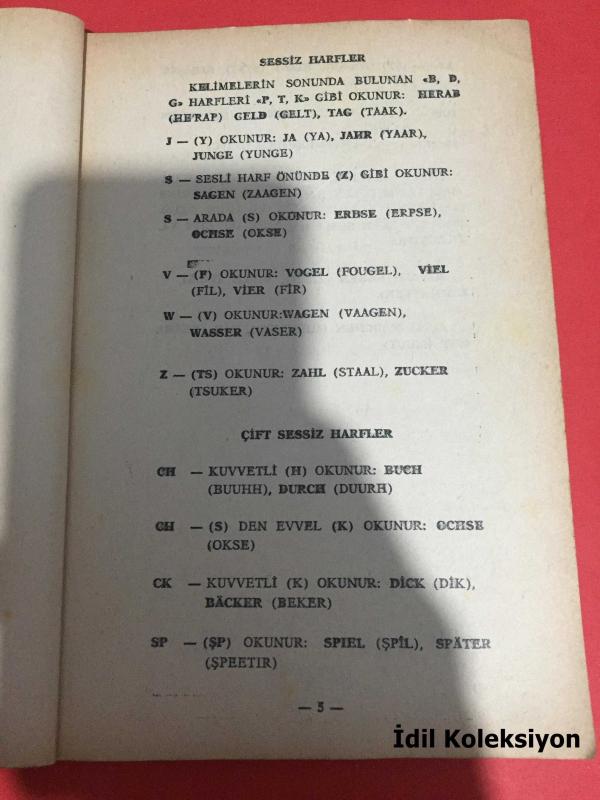 SESSİZ HARFLER
KELİMELERİN SONUNDA BULUNAN «B, D,
G» HARFLERİ «P, T, K» GİBİ OKUNUR: HERAB
(HERAP) GELD (GELT), TAG (TAAK).
J — (Y) OKUNUR: JA (YA), JAHR (YAAR),
JUNGE (YUNGE)
S — SESLİ HARF ÖNÜNDE (Z) GİBİ OKUNUR:
SAGEN (ZAAGEN)
S — ARADA (S) OKUNUR: ERBSE (ERPSE),
OCHSE (OKSE)
V — (F) OKUNUR: VOGEL (FOUGEL), VİEL
(FİL), VİER (FİR)
W — (V) OKUNUR:WAGEN (VAAGEN),
WASSER (VASER)
Z — (TS) OKUNUR: ZAHL (STAAL), ZUCKER
(TSUKER)
ÇİFT SESSİZ HARFLER
CH — KUVVETLİ (H) OKUNUR: BUCH
(BUUHH), DURCH (DUURH)
CH — (S) DEN EVVEL (K) OKUNUR: OCHSE
(OKSE)
CK — KUVVETLİ (K) OKUNUR: DİCK (DİK),
BÄCKER (BEKER)
SP — (ŞP) OKUNUR: SPIEL (ŞPİL), SPÄTER
(ŞPEETIR)
— 5 —
İdil Koleksiyon